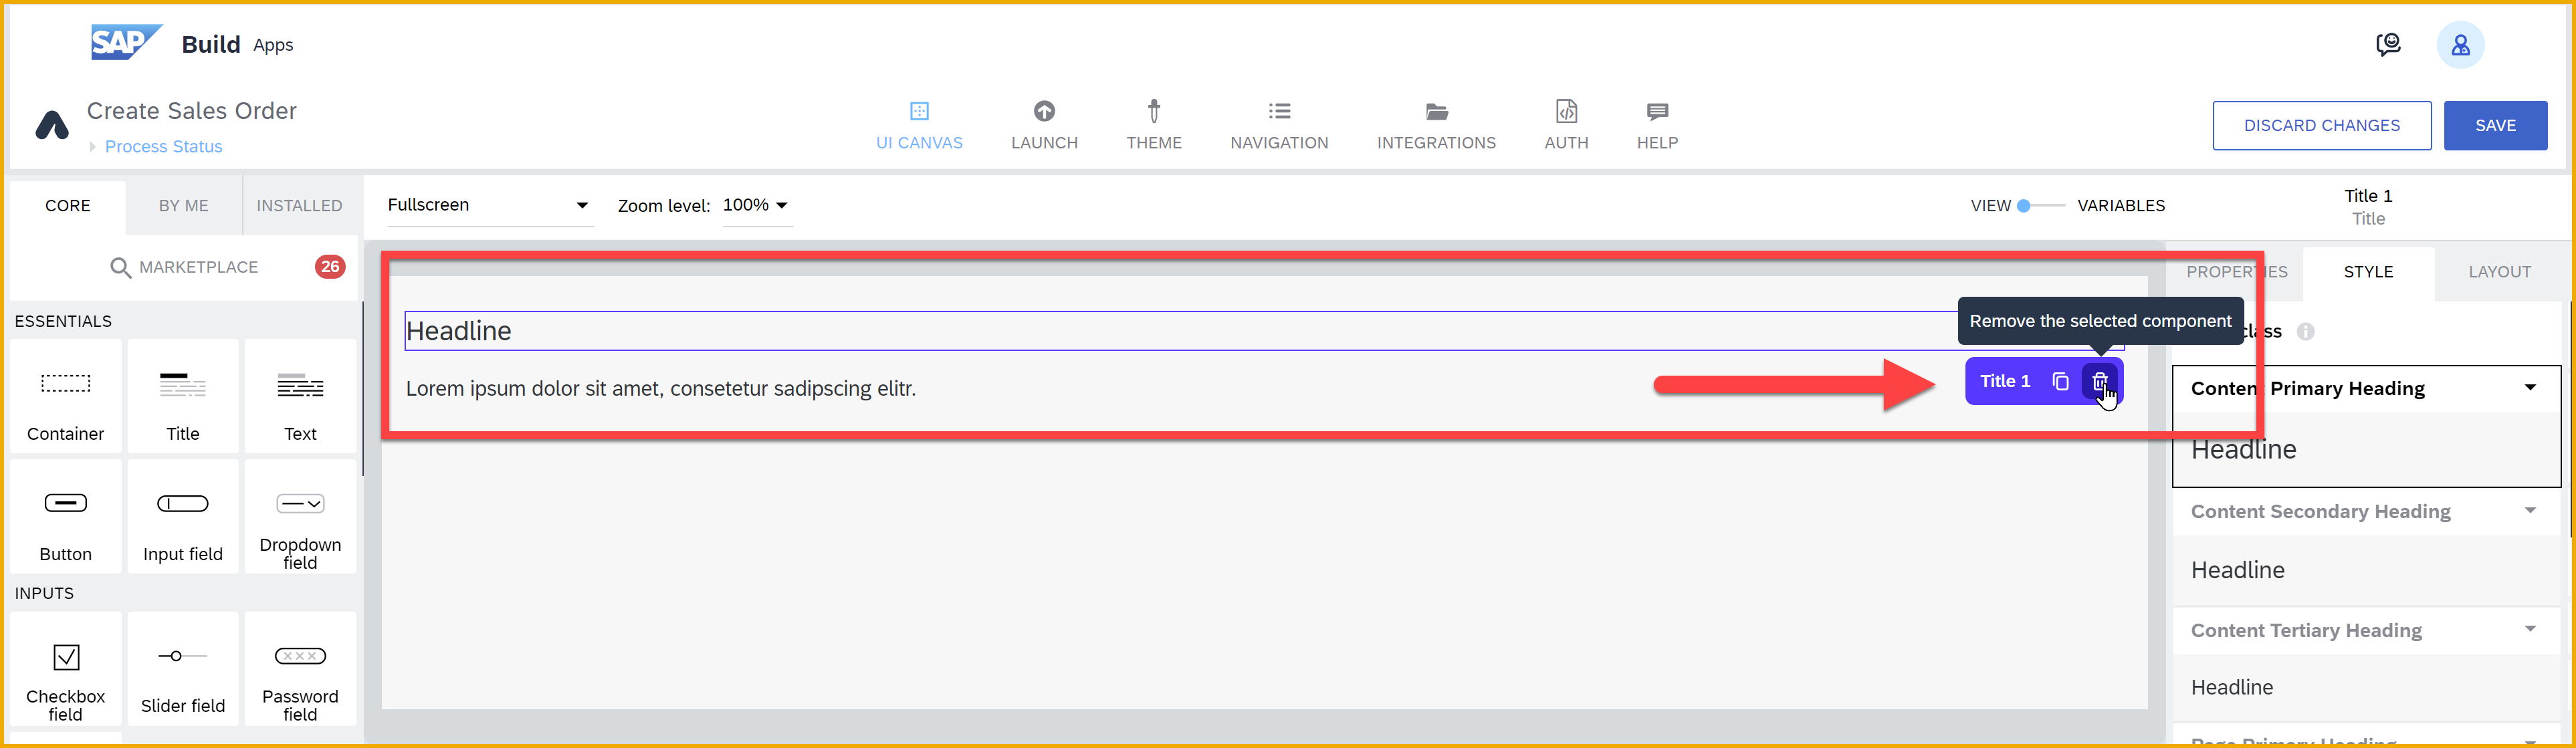 SAP Build Apps
Create Sales Order
Process Status
UI CANVAS
LAUNCH
THEME
NAVIGATION
INTEGRATIONS
AUTH
HELP
DISCARD CHANGES
SAVE
CORE
BY ME
INSTALLED
Fullscreen
Zoom level: 100%
VIEW
VARIABLES
Title 1
Title
MARKETPLACE
26
PROPERTIES
STYLE
LAYOUT
ESSENTIALS
Container
Title
Text
Button
Input field
Dropdown
field
INPUTS
Checkbox
field
Slider field
Password
field
Headline
Lorem ipsum dolor sit amet, consetetur sadipscing elitr.
Remove the selected component
Title 1
class
Content Primary Heading
Headline
Content Secondary Heading
Headline
Content Tertiary Heading
Headline
Page Primary Heading